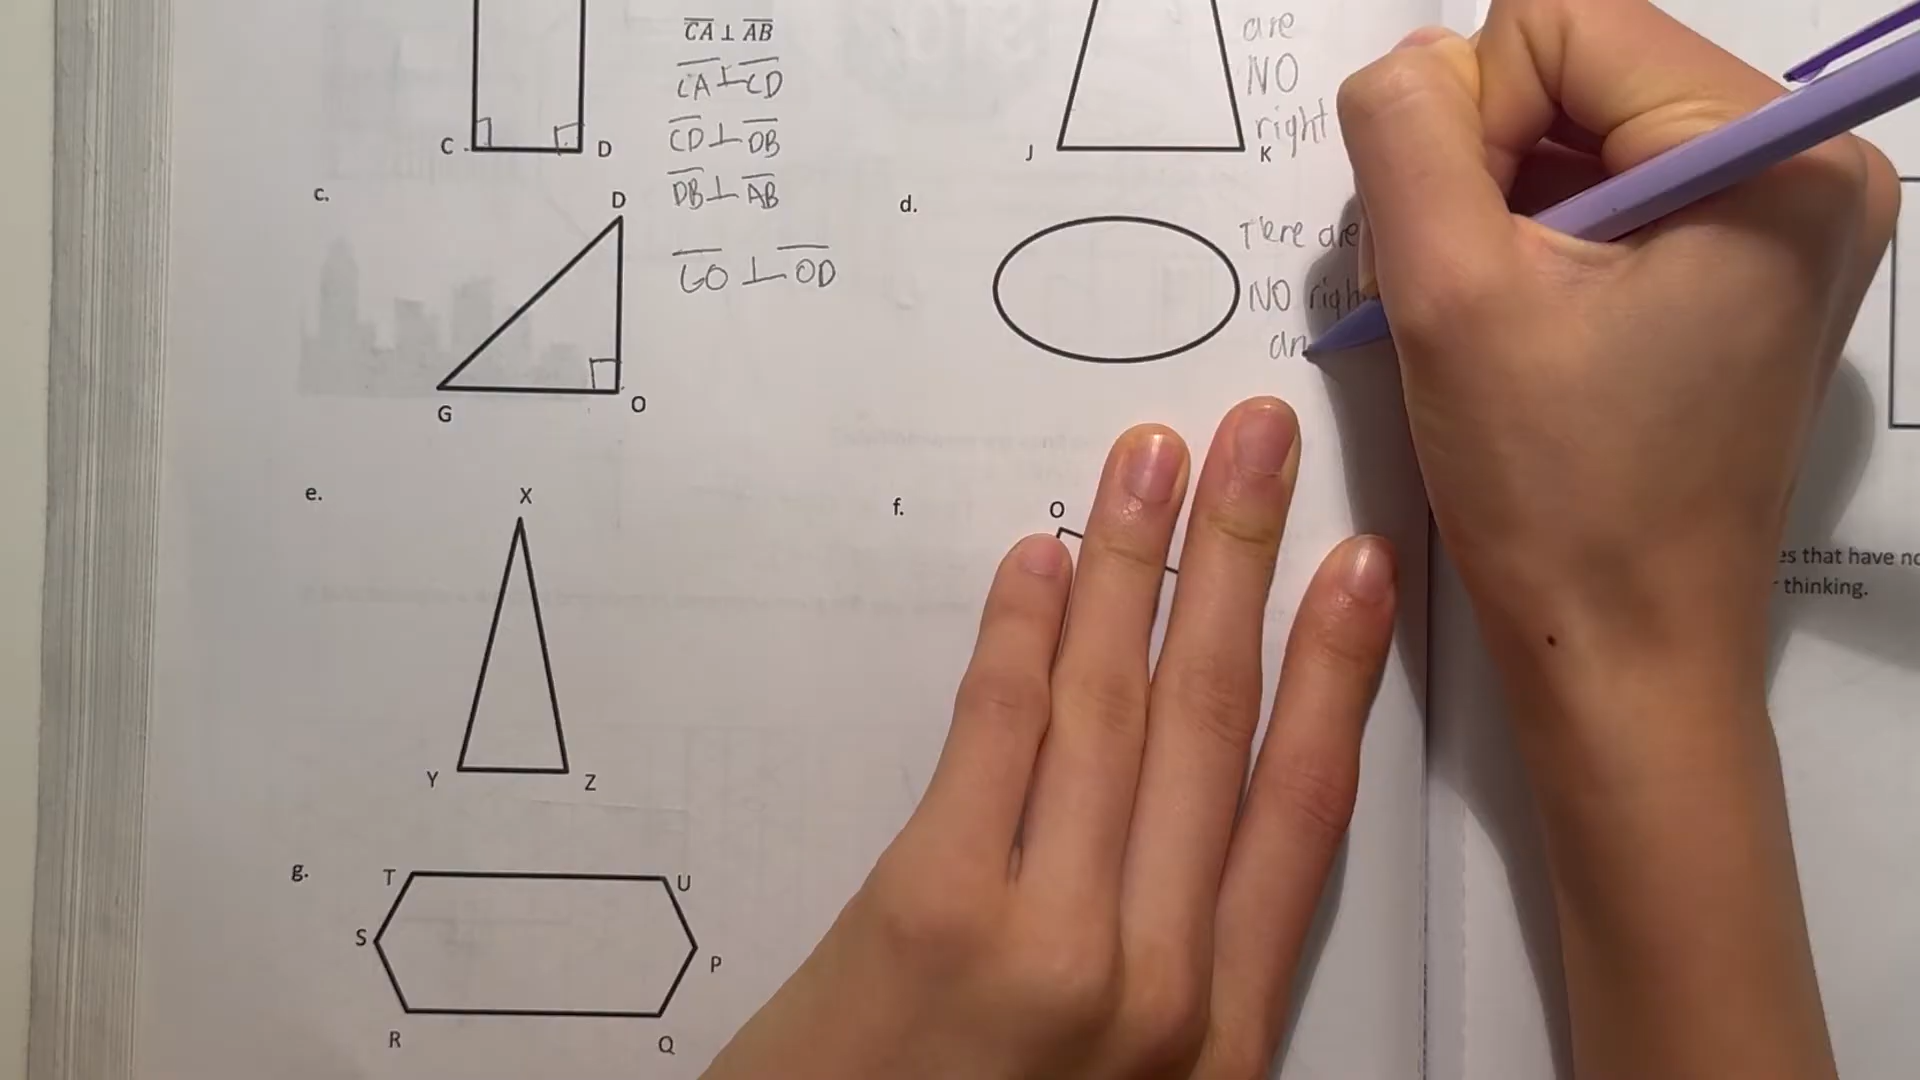 CA ⊥ AB
CA ⊥ CD
CD ⊥ DB
DB ⊥ AB
C
D
are
NO
right
J
K
c.
D
G
O
GO ⊥ OD
d.
There are
NO righ
an
e.
X
Y
Z
f.
O
es that have no
thinking.
g.
T
U
S
P
R
Q